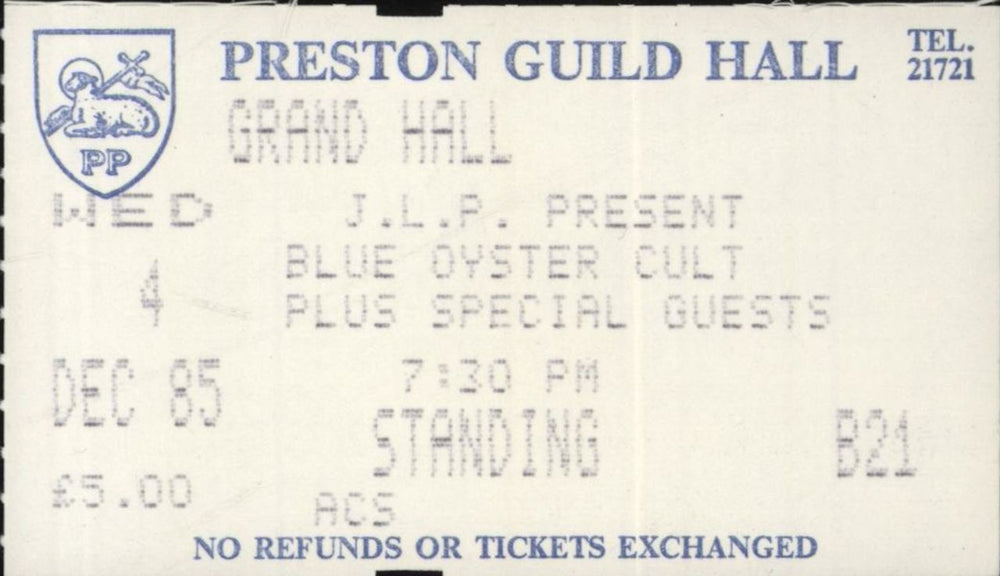 PRESTON GUILD HALL
TEL.
21721
PP
GRAND HALL
WED
J.L.P. PRESENT
BLUE OYSTER CULT
4
PLUS SPECIAL GUESTS
DEC 85
7:30 PM
STANDING
B21
£5.00
ACS
NO REFUNDS OR TICKETS EXCHANGED